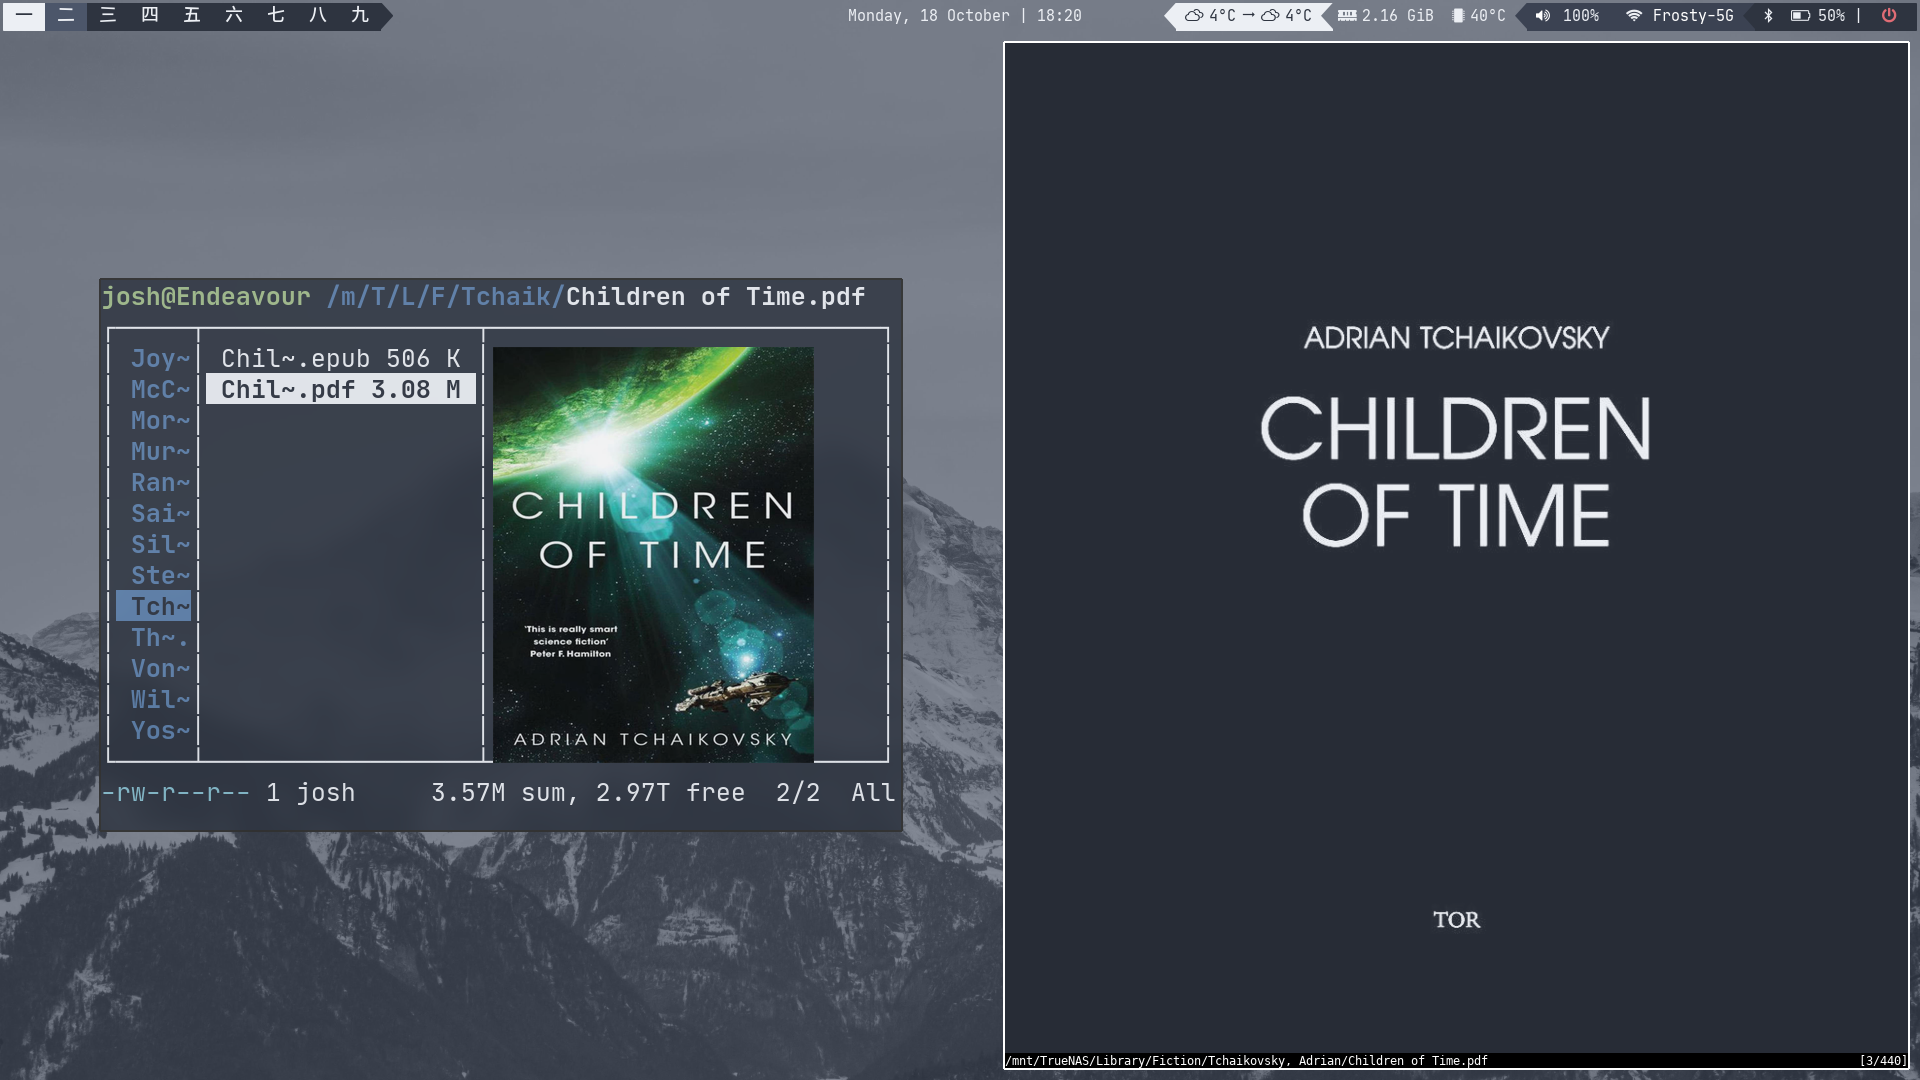 一 二 三 四 五 六 七 八 九
Monday, 18 October | 18:20
4°C → 4°C 2.16 GiB 40°C 100% Frosty-5G 50% |
josh@Endeavour /m/T/L/F/Tchaik/Children of Time.pdf
Joy~
McC~
Mor~
Mur~
Ran~
Sai~
Sil~
Ste~
Tch~
Th~.
Von~
Wil~
Yos~
Chil~.epub 506 K
Chil~.pdf 3.08 M
CHILDREN
OF TIME
'This is really smart
science fiction'
Peter F. Hamilton
ADRIAN TCHAIKOVSKY
-rw-r--r-- 1 josh 3.57M sum, 2.97T free 2/2 All
ADRIAN TCHAIKOVSKY
CHILDREN
OF TIME
TOR
/mnt/TrueNAS/Library/Fiction/Tchaikovsky, Adrian/Children of Time.pdf [3/440]